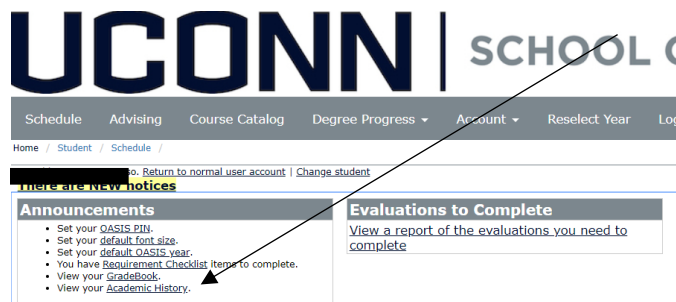 UCONN | SCHOOL
Schedule Advising Course Catalog Degree Progress Account Reselect Year
Home / Student / Schedule /
so. Return to normal user account | Change student
There are NEW notices
Announcements
Set your OASIS PIN.
Set your default font size.
Set your default OASIS year.
You have Requirement Checklist items to complete.
View your GradeBook.
View your Academic History.
Evaluations to Complete
View a report of the evaluations you need to
complete